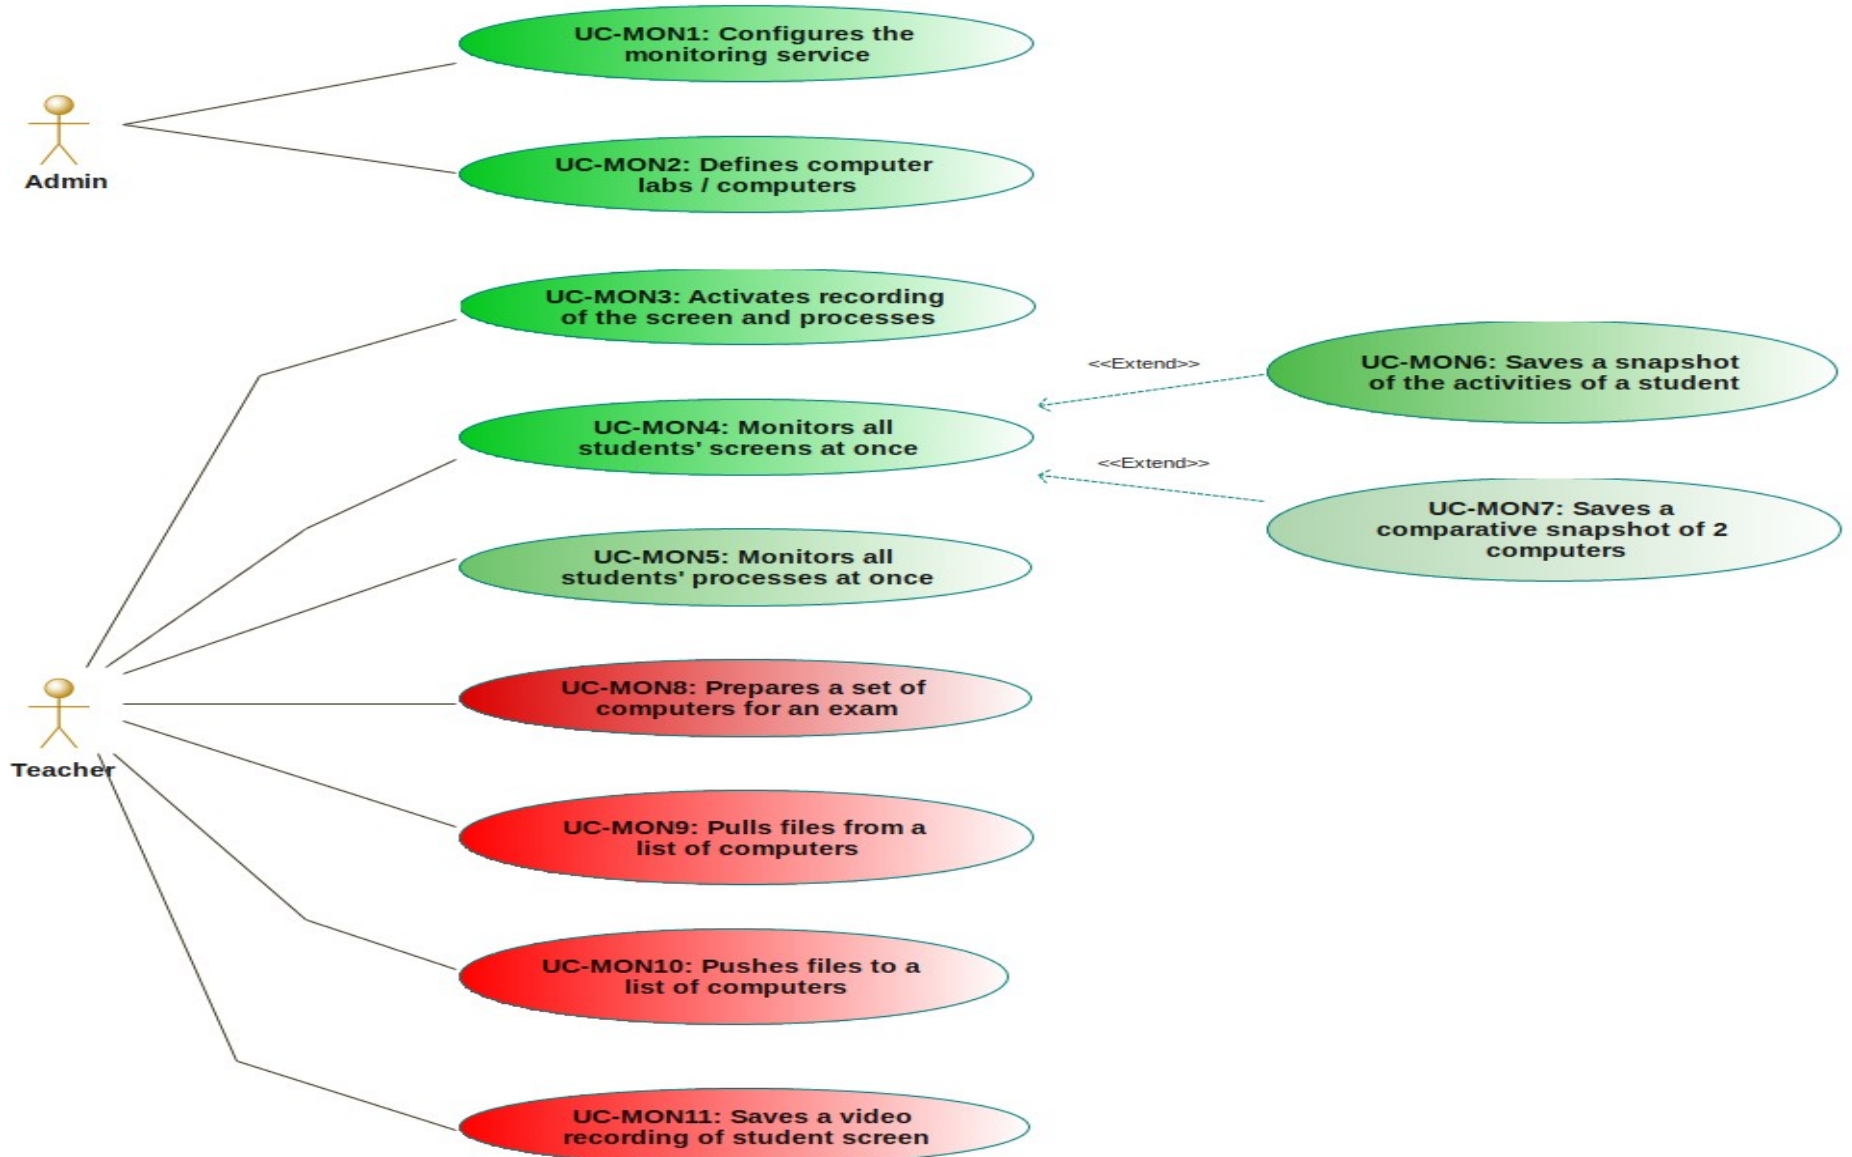 UC-MON1: Configures the
monitoring service
Admin
UC-MON2: Defines computer
labs / computers
UC-MON3: Activates recording
of the screen and processes
<<Extend>>
UC-MON6: Saves a snapshot
of the activities of a student
UC-MON4: Monitors all
students' screens at once
<<Extend>>
UC-MON7: Saves a
comparative snapshot of 2
computers
UC-MON5: Monitors all
students' processes at once
UC-MON8: Prepares a set of
computers for an exam
Teacher
UC-MON9: Pulls files from a
list of computers
UC-MON10: Pushes files to a
list of computers
UC-MON11: Saves a video
recording of student screen